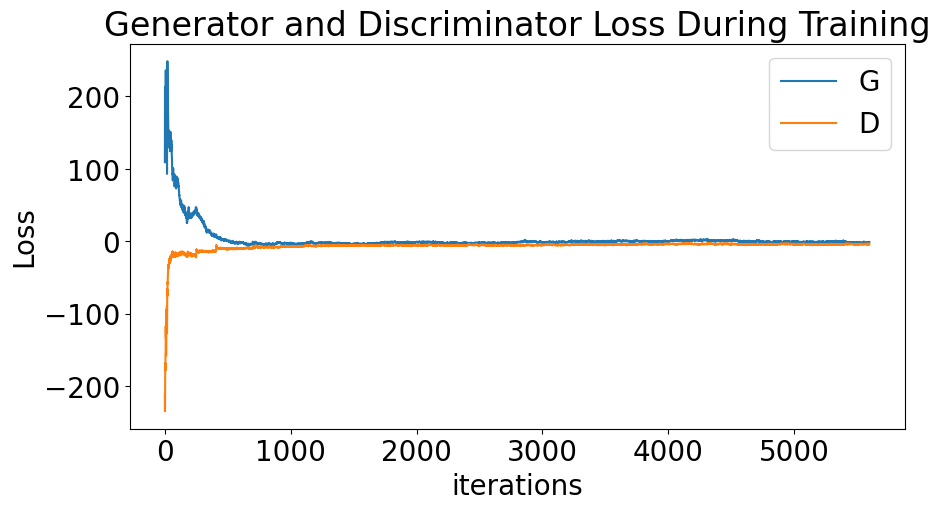 Generator and Discriminator Loss During Training
G
D
Loss
200
100
0
−100
−200
0 1000 2000 3000 4000 5000
iterations